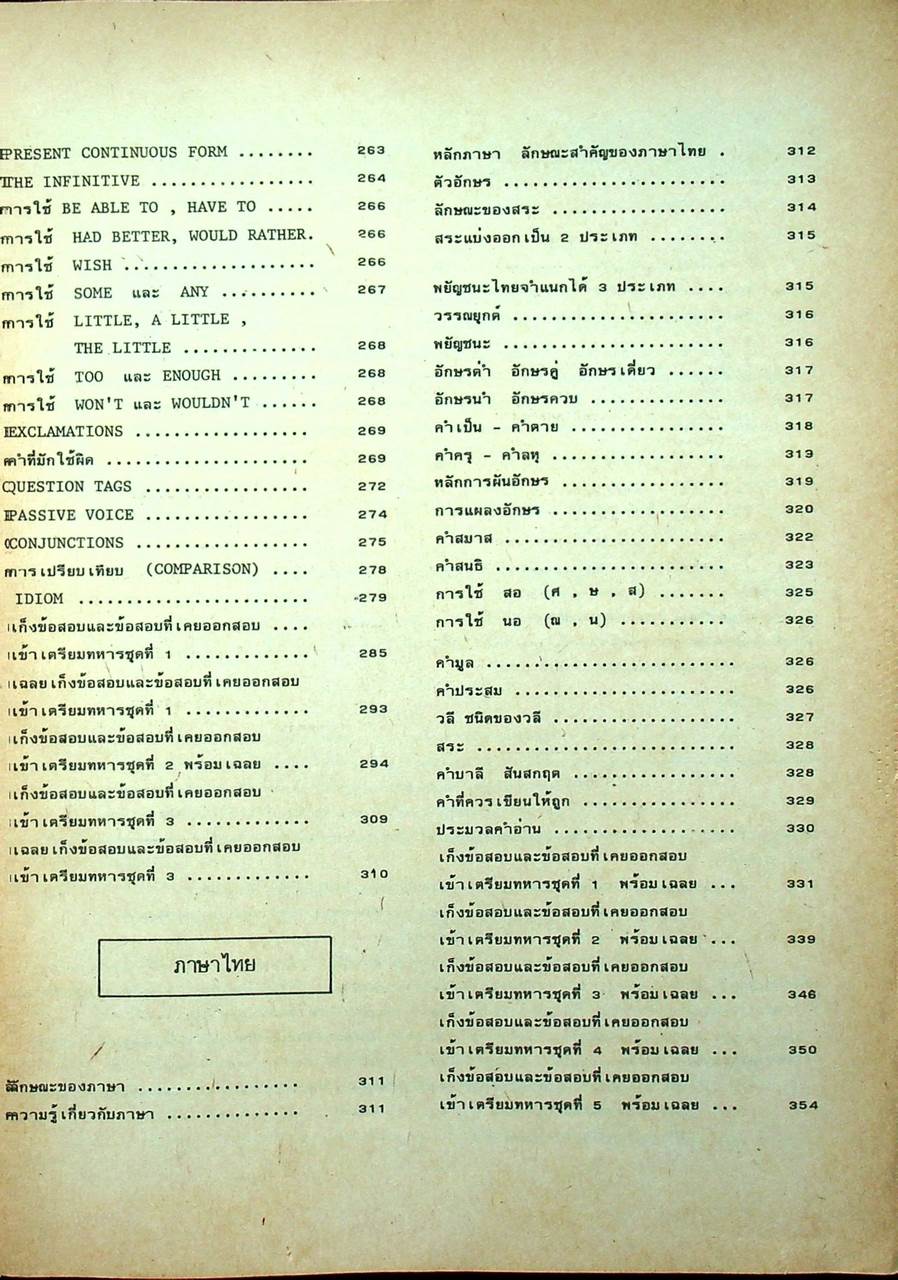 PRESENT CONTINUOUS FORM ........ 263
THE INFINITIVE ................. 264
การใช้ BE ABLE TO , HAVE TO ..... 266
การใช้ HAD BETTER, WOULD RATHER. 266
การใช้ WISH .................... 266
การใช้ SOME และ ANY .......... 267
การใช้ LITTLE, A LITTLE ,
THE LITTLE .............. 268
การใช้ TOO และ ENOUGH ......... 268
การใช้ WON'T และ WOULDN'T ...... 268
EXCLAMATIONS .................. 269
คำที่มักใช้ผิด ..................... 269
QUESTION TAGS ................. 272
PASSIVE VOICE ................. 274
CONJUNCTIONS .................. 275
การเปรียบเทียบ (COMPARISON) .... 278
IDIOM ........................ 279
เก็งข้อสอบและข้อสอบที่เคยออกสอบ ....
เข้าเตรียมทหารชุดที่ 1 ............. 285
เฉลยเก็งข้อสอบและข้อสอบที่เคยออกสอบ
เข้าเตรียมทหารชุดที่ 1 ............. 293
เก็งข้อสอบและข้อสอบที่เคยออกสอบ
เข้าเตรียมทหารชุดที่ 2 พร้อมเฉลย .... 294
เก็งข้อสอบและข้อสอบที่เคยออกสอบ
เข้าเตรียมทหารชุดที่ 3 ............. 309
เฉลยเก็งข้อสอบและข้อสอบที่เคยออกสอบ
เข้าเตรียมทหารชุดที่ 3 ............. 310
ภาษาไทย
ลักษณะของภาษา ................. 311
ความรู้เกี่ยวกับภาษา .............. 311
หลักภาษา ลักษณะสำคัญของภาษาไทย . 312
ตัวอักษร ....................... 313
ลักษณะของสระ .................. 314
สระแบ่งออกเป็น 2 ประเภท ........ 315
พยัญชนะไทยจำแนกได้ 3 ประเภท .... 315
วรรณยุกต์ ...................... 316
พยัญชนะ ....................... 316
อักษรต่ำ อักษรคู่ อักษรเดี่ยว ...... 317
อักษรนำ อักษรควบ .............. 317
คำเป็น - คำตาย ................ 318
คำครุ - คำลหุ .................. 319
หลักการผันอักษร ................. 319
การแผลงอักษร .................. 320
คำสมาส ....................... 322
คำสนธิ ........................ 323
การใช้ สอ (ศ , ษ , ส) ....... 325
การใช้ นอ (ณ , น) ........... 326
คำมูล .......................... 326
คำประสม ....................... 326
วลี ชนิดของวลี ................... 327
สระ ........................... 328
คำบาลี สันสกฤต ................. 328
คำที่ควรเขียนให้ถูก ................ 329
ประมวลคำอ่าน ................... 330
เก็งข้อสอบและข้อสอบที่เคยออกสอบ
เข้าเตรียมทหารชุดที่ 1 พร้อมเฉลย ... 331
เก็งข้อสอบและข้อสอบที่เคยออกสอบ
เข้าเตรียมทหารชุดที่ 2 พร้อมเฉลย ... 339
เก็งข้อสอบและข้อสอบที่เคยออกสอบ
เข้าเตรียมทหารชุดที่ 3 พร้อมเฉลย ... 346
เก็งข้อสอบและข้อสอบที่เคยออกสอบ
เข้าเตรียมทหารชุดที่ 4 พร้อมเฉลย ... 350
เก็งข้อสอบและข้อสอบที่เคยออกสอบ
เข้าเตรียมทหารชุดที่ 5 พร้อมเฉลย ... 354